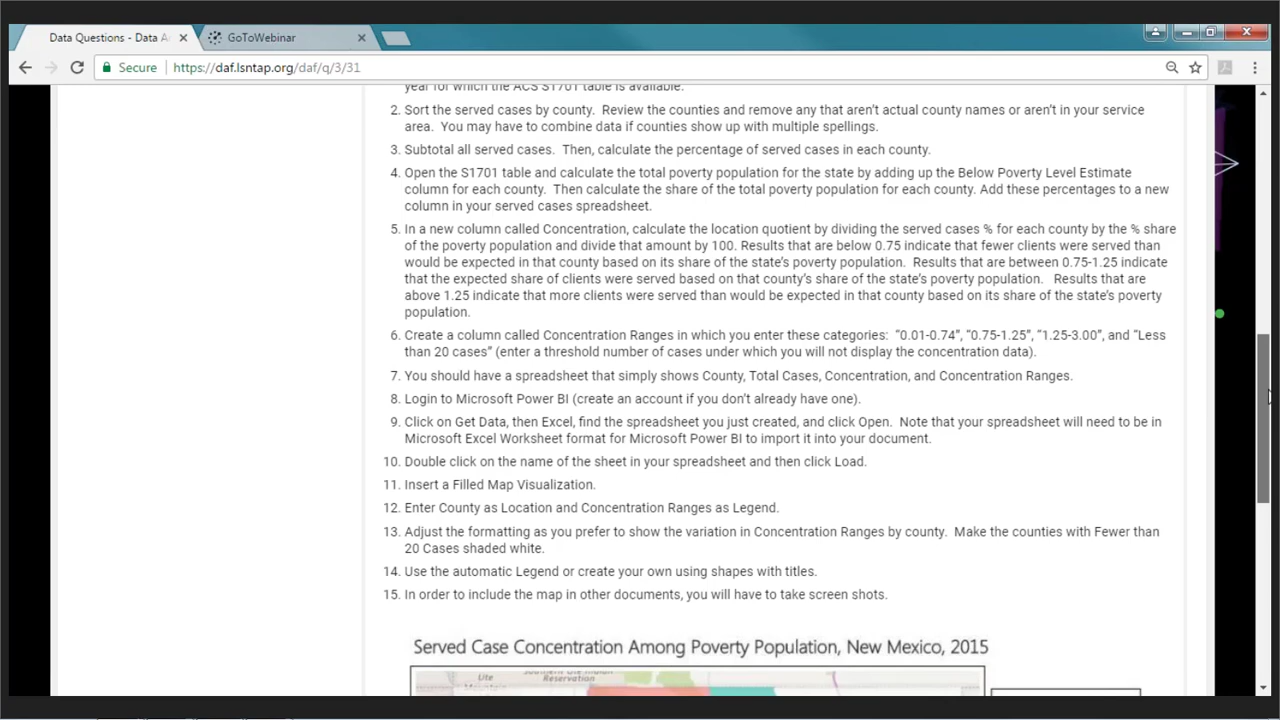 Data Questions - Data A
GoToWebinar
Secure
https://daf.lsntap.org/daf/q/3/31
year for which the ACS S1701 table is available.
2. Sort the served cases by county. Review the counties and remove any that aren't actual county names or aren't in your service
area. You may have to combine data if counties show up with multiple spellings.
3. Subtotal all served cases. Then, calculate the percentage of served cases in each county.
4. Open the S1701 table and calculate the total poverty population for the state by adding up the Below Poverty Level Estimate
column for each county. Then calculate the share of the total poverty population for each county. Add these percentages to a new
column in your served cases spreadsheet.
5. In a new column called Concentration, calculate the location quotient by dividing the served cases % for each county by the % share
of the poverty population and divide that amount by 100. Results that are below 0.75 indicate that fewer clients were served than
would be expected in that county based on its share of the state's poverty population. Results that are between 0.75-1.25 indicate
that the expected share of clients were served based on that county's share of the state's poverty population. Results that are
above 1.25 indicate that more clients were served than would be expected in that county based on its share of the state's poverty
population.
6. Create a column called Concentration Ranges in which you enter these categories: “0.01-0.74”, “0.75-1.25”, “1.25-3.00”, and “Less
than 20 cases” (enter a threshold number of cases under which you will not display the concentration data).
7. You should have a spreadsheet that simply shows County, Total Cases, Concentration, and Concentration Ranges.
8. Login to Microsoft Power BI (create an account if you don't already have one).
9. Click on Get Data, then Excel, find the spreadsheet you just created, and click Open. Note that your spreadsheet will need to be in
Microsoft Excel Worksheet format for Microsoft Power BI to import it into your document.
10. Double click on the name of the sheet in your spreadsheet and then click Load.
11. Insert a Filled Map Visualization.
12. Enter County as Location and Concentration Ranges as Legend.
13. Adjust the formatting as you prefer to show the variation in Concentration Ranges by county. Make the counties with Fewer than
20 Cases shaded white.
14. Use the automatic Legend or create your own using shapes with titles.
15. In order to include the map in other documents, you will have to take screen shots.
Served Case Concentration Among Poverty Population, New Mexico, 2015
Southern Ute Indian
Ute
Reservation
Mountain